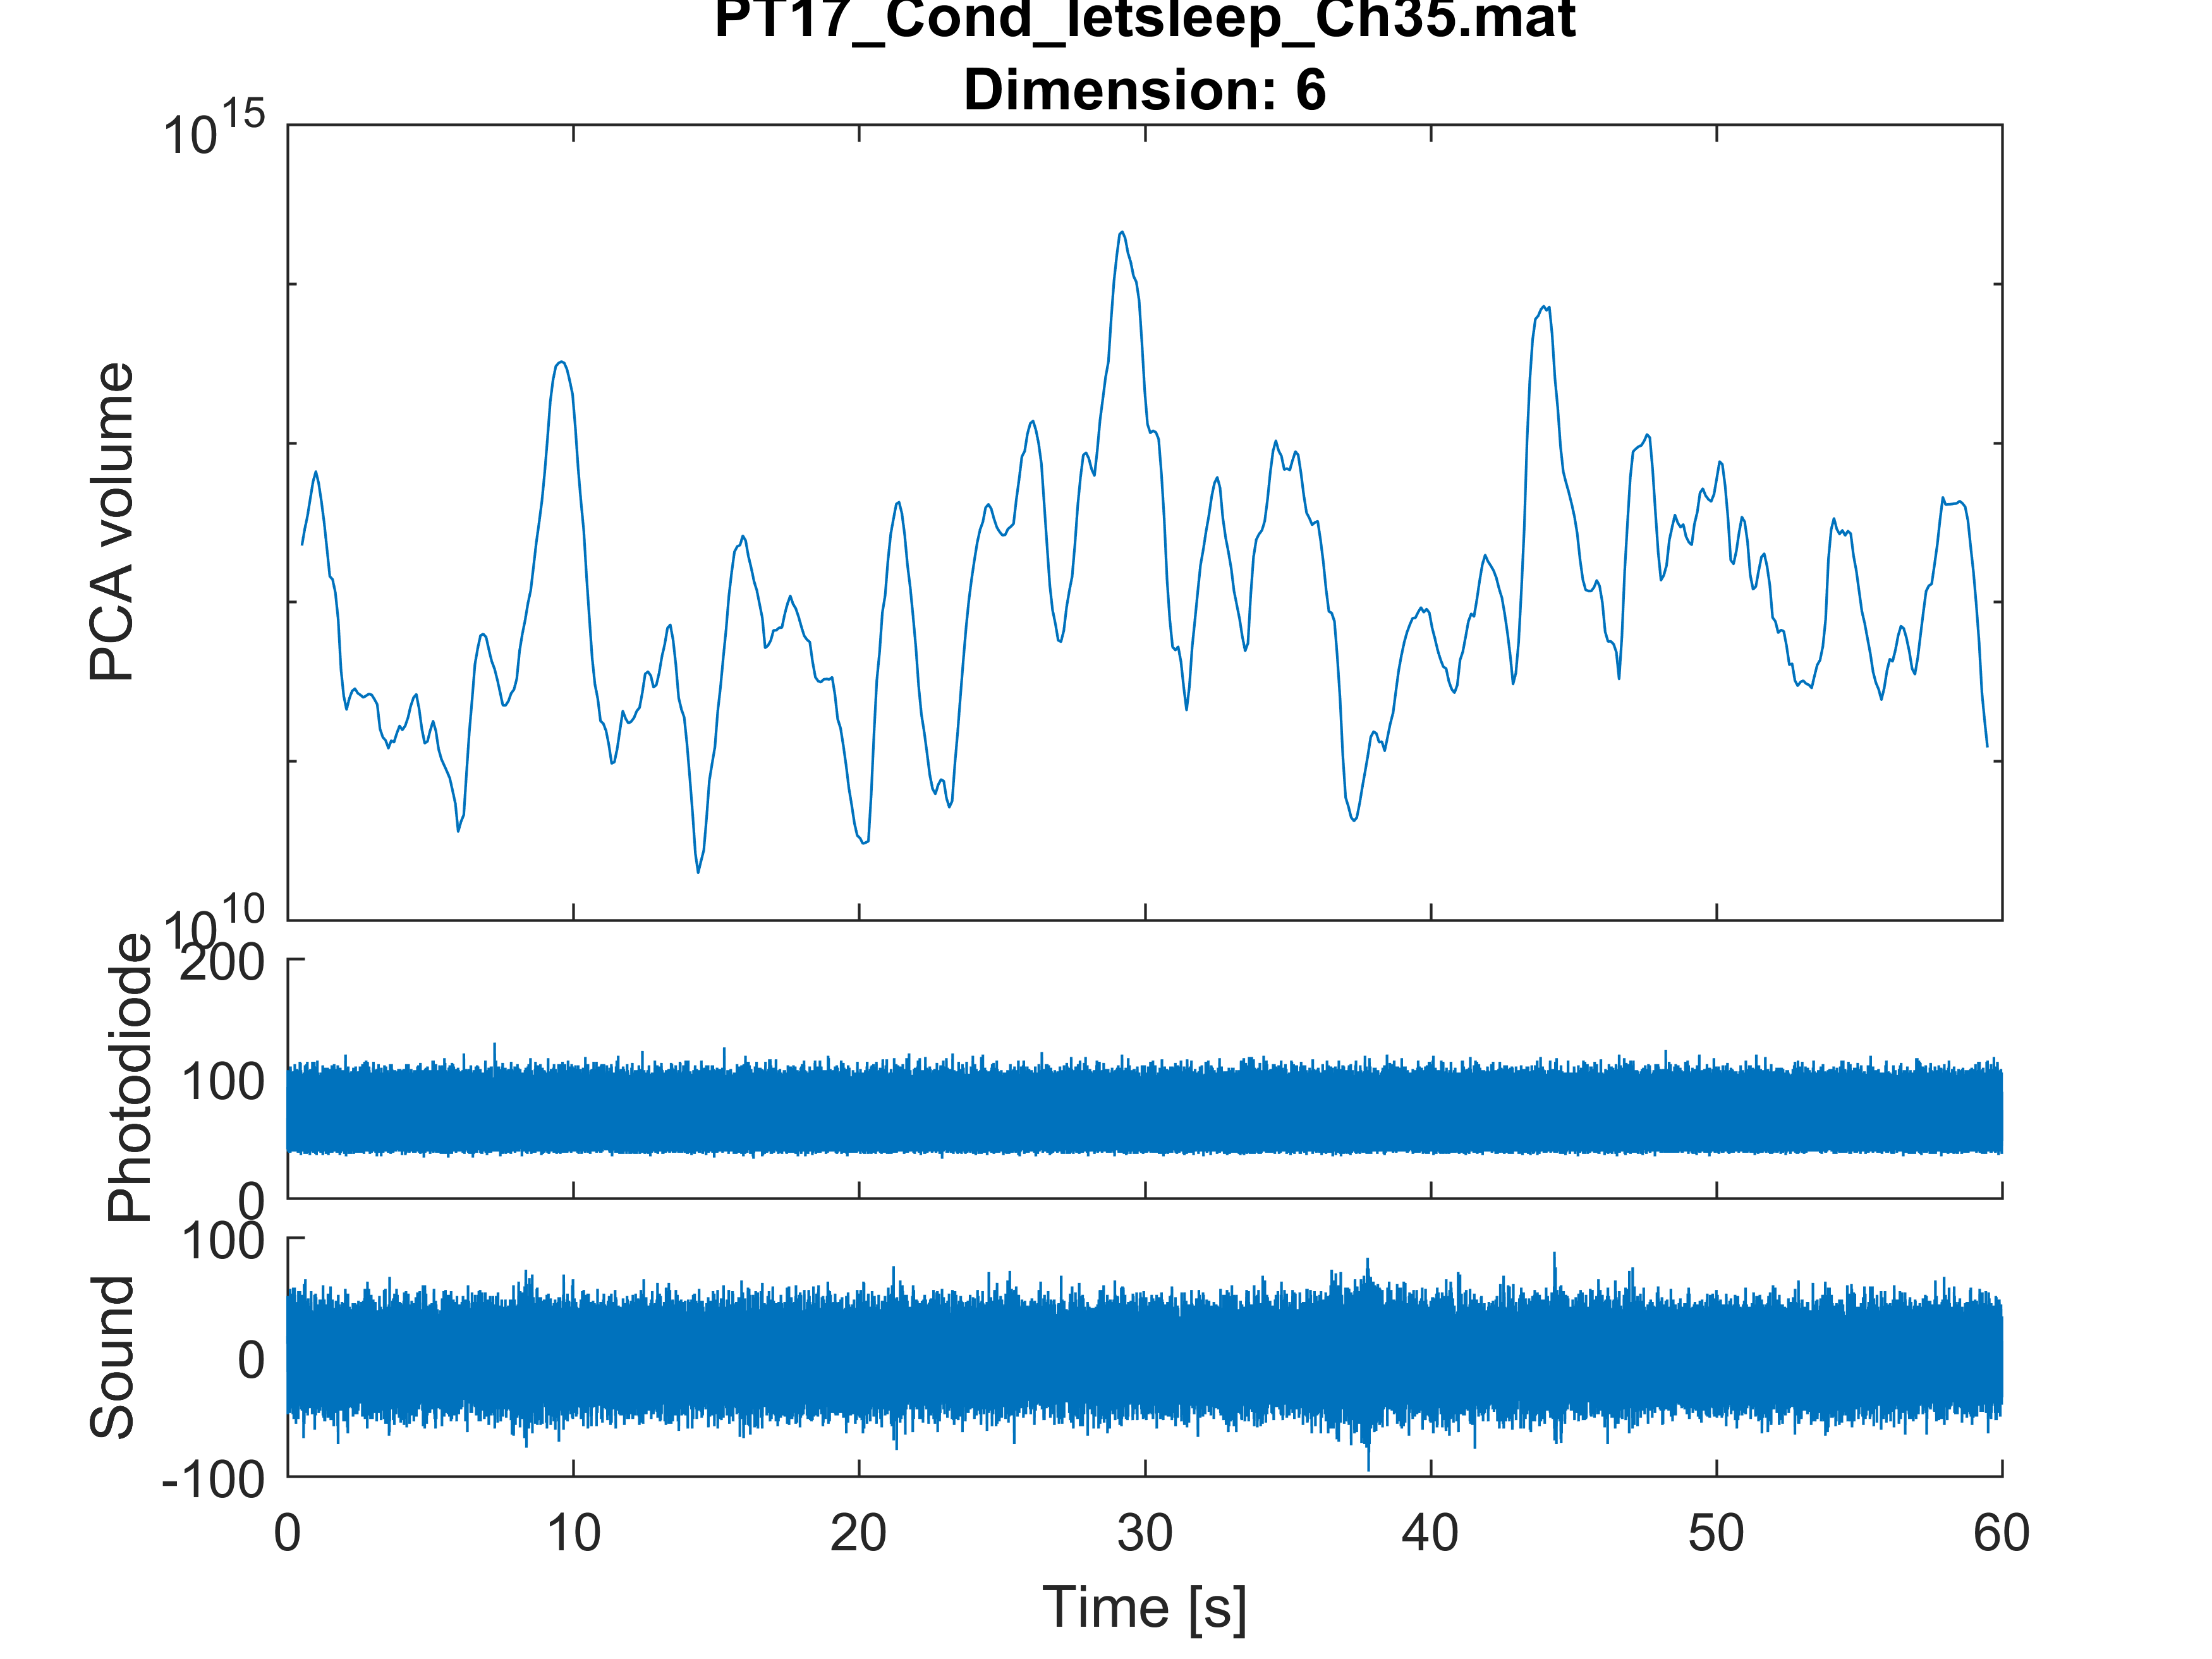 PT17_Cond_letsleep_Ch35.mat
Dimension: 6
10^15
PCA volume
10^10
200
Photodiode
100
0
100
Sound
0
-100
0 10 20 30 40 50 60
Time [s]